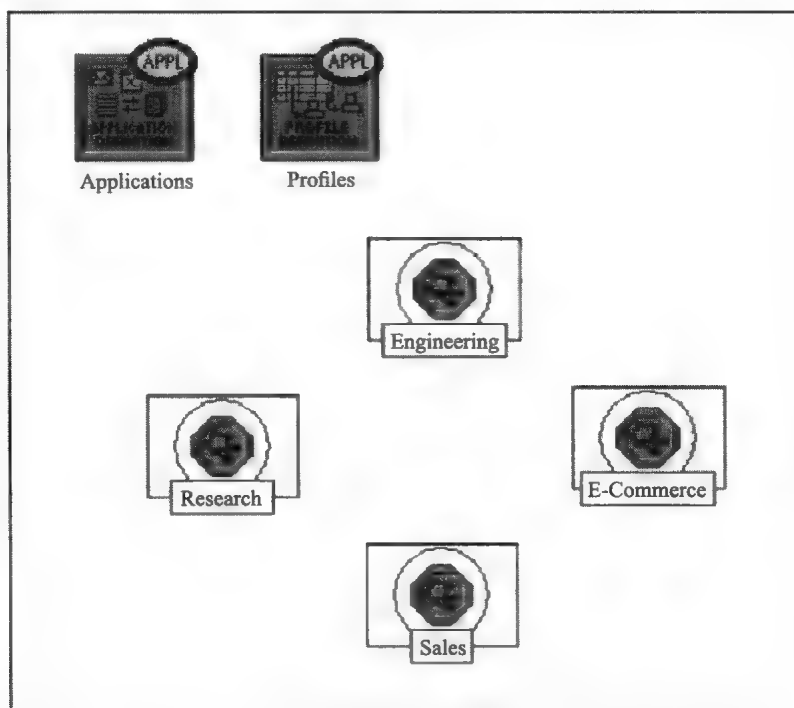 APPL
APPL
Applications
Profiles
Engineering
Research
E-Commerce
Sales